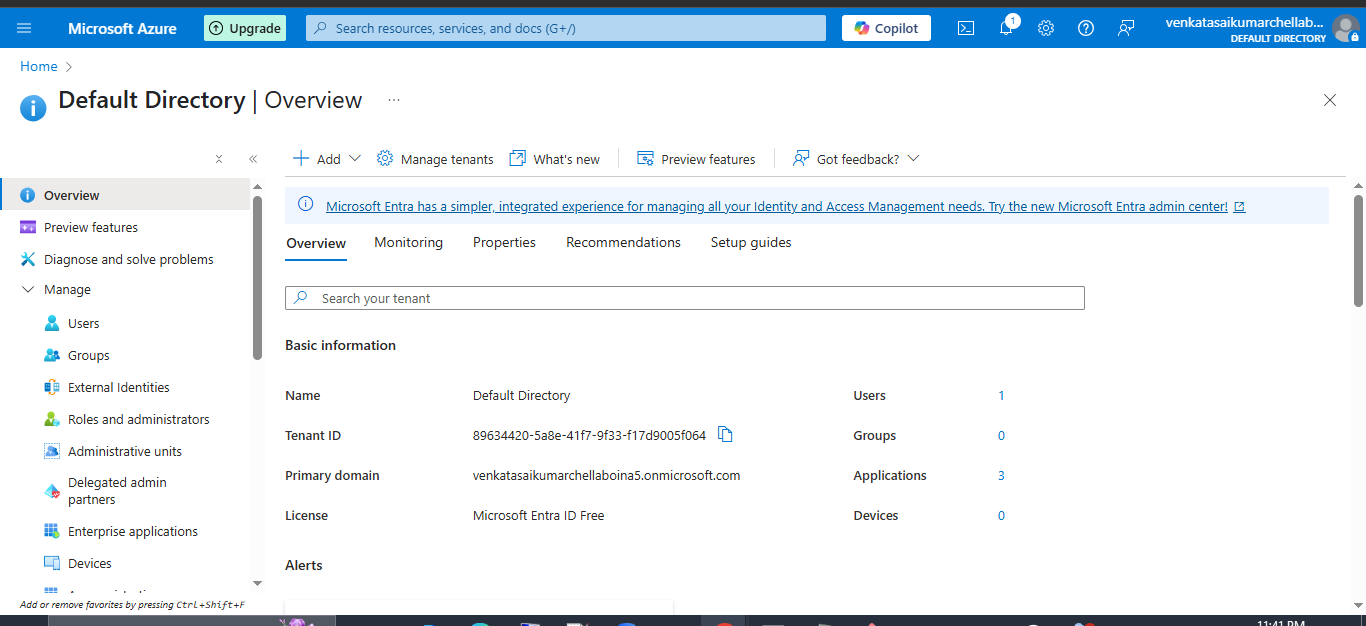 Microsoft Azure
Upgrade
Search resources, services, and docs (G+/)
Copilot
1
venkatasaikumarchellab...
DEFAULT DIRECTORY
Home
Default Directory | Overview
...
Add
Manage tenants
What's new
Preview features
Got feedback?
Overview
Preview features
Diagnose and solve problems
Manage
Users
Groups
External Identities
Roles and administrators
Administrative units
Delegated admin
partners
Enterprise applications
Devices
Add or remove favorites by pressing Ctrl+Shift+F
Microsoft Entra has a simpler, integrated experience for managing all your Identity and Access Management needs. Try the new Microsoft Entra admin center!
Overview
Monitoring
Properties
Recommendations
Setup guides
Search your tenant
Basic information
Name Default Directory Users 1
Tenant ID 89634420-5a8e-41f7-9f33-f17d9005f064 Groups 0
Primary domain venkatasaikumarchellaboina5.onmicrosoft.com Applications 3
License Microsoft Entra ID Free Devices 0
Alerts
11:41 PM